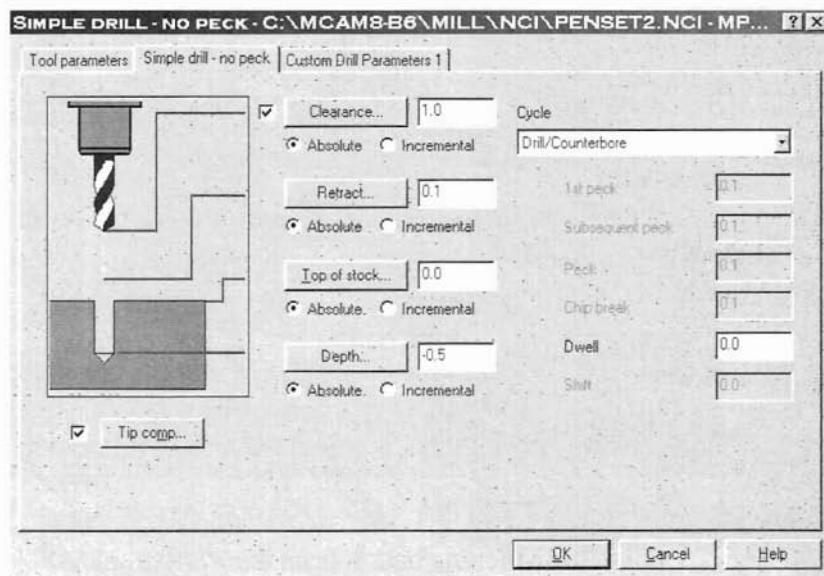 SIMPLE DRILL - NO PECK - C:\MCAM8-B6\MILL\NCI\PENSET2.NCI - MP...
Tool parameters
Simple drill - no peck
Custom Drill Parameters 1
Clearance...
1.0
Absolute
Incremental
Retract...
0.1
Absolute
Incremental
Top of stock...
0.0
Absolute.
Incremental
Depth...
-0.5
Absolute
Incremental
Tip comp...
Cycle
Drill/Counterbore
1st peck
0.1
Subsequent peck
0.1
Peck
0.1
Chip break
0.1
Dwell
0.0
Shift
0.0
OK
Cancel
Help